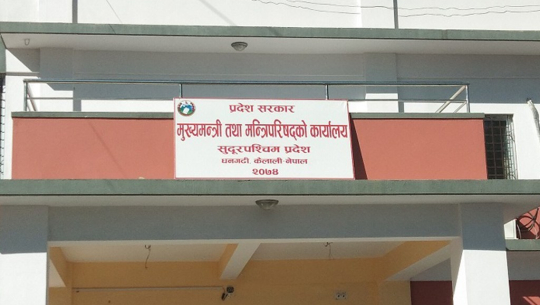 प्रदेश सरकार
मुख्यमन्त्री तथा मन्त्रिपरिषद्को कार्यालय
सुदूरपश्चिम प्रदेश
धनगढी, कैलाली-नेपाल
२०७४